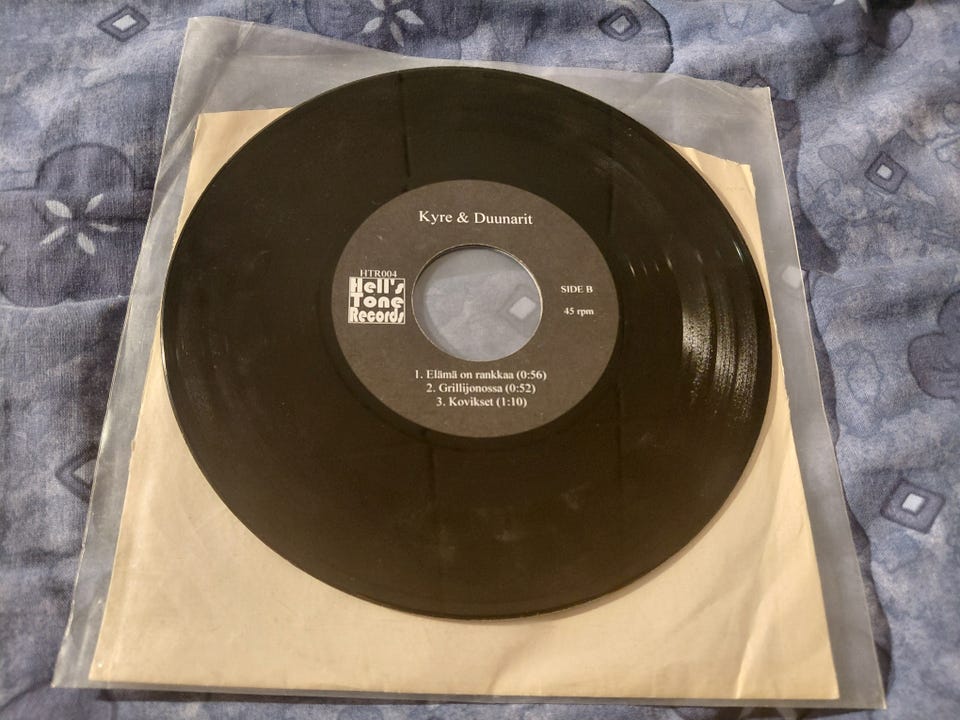 Kyre & Duunarit
HTR004
Hell's
Tone
Records
SIDE B
45 rpm
1. Elämä on rankkaa (0:56)
2. Grillijonossa (0:52)
3. Kovikset (1:10)